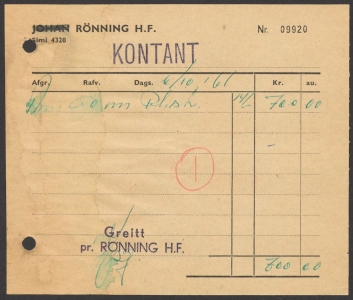 JOHAN RÖNNING H.F.
Sími 4320
Nr. 09920
KONTANT
Afgr. Rafv. Dags. 6/10 '61 Kr. au.
14/- 700 00
1
Greitt
pr. RÖNNING H.F.
700 00